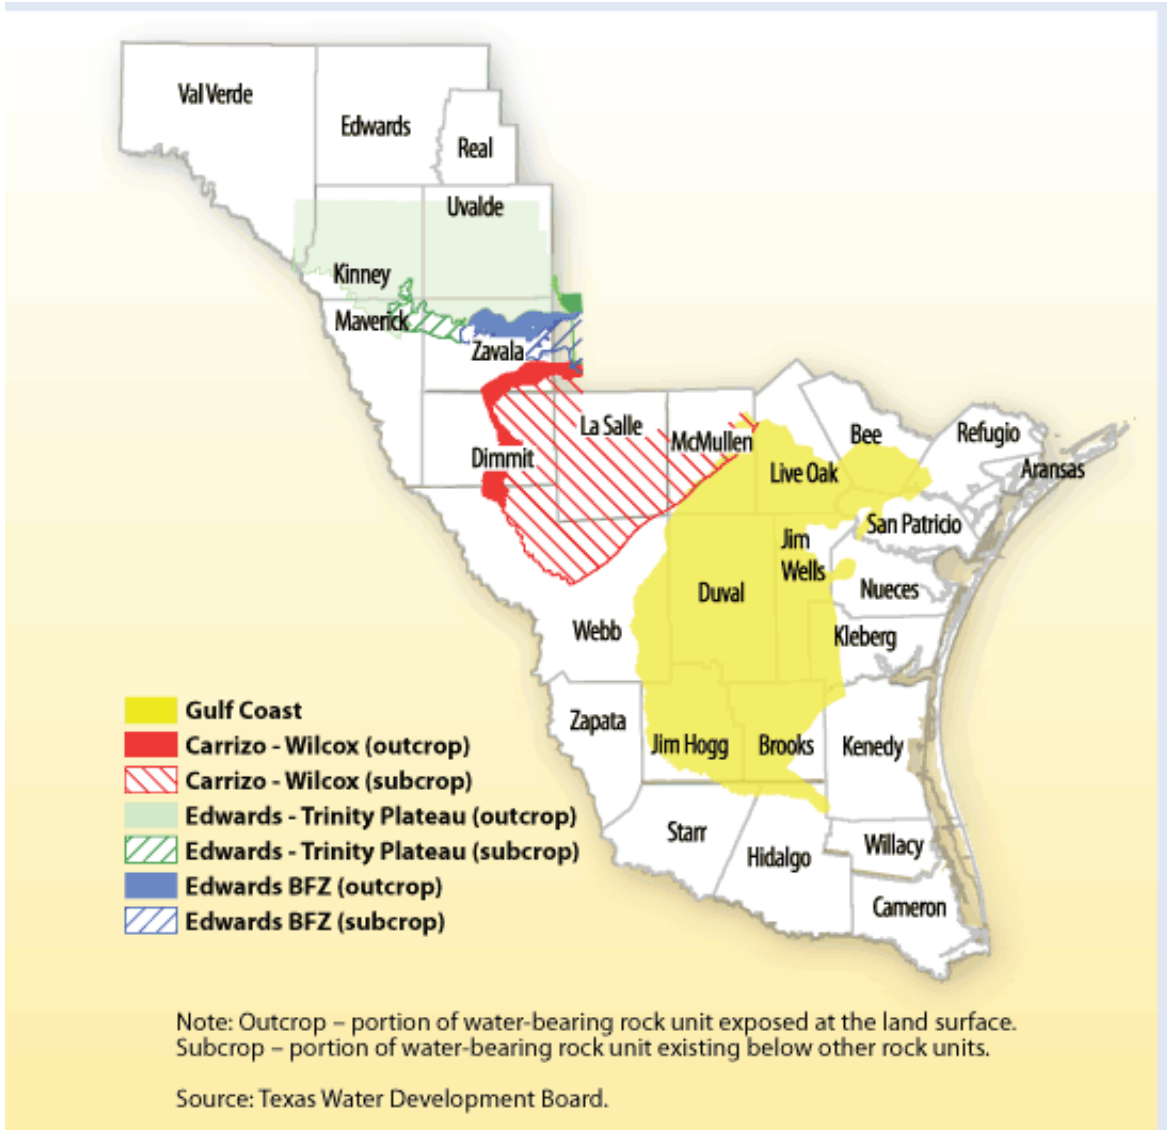 Val Verde
Edwards
Real
Uvalde
Kinney
Maverick
Zavala
La Salle
McMullen
Bee
Refugio
Dimmit
Live Oak
Aransas
San Patricio
Jim
Wells
Duval
Nueces
Webb
Kleberg
Zapata
Jim Hogg
Brooks
Kenedy
Starr
Willacy
Hidalgo
Cameron
Gulf Coast
Carrizo - Wilcox (outcrop)
Carrizo - Wilcox (subcrop)
Edwards - Trinity Plateau (outcrop)
Edwards - Trinity Plateau (subcrop)
Edwards BFZ (outcrop)
Edwards BFZ (subcrop)
Note: Outcrop – portion of water-bearing rock unit exposed at the land surface.
Subcrop – portion of water-bearing rock unit existing below other rock units.
Source: Texas Water Development Board.